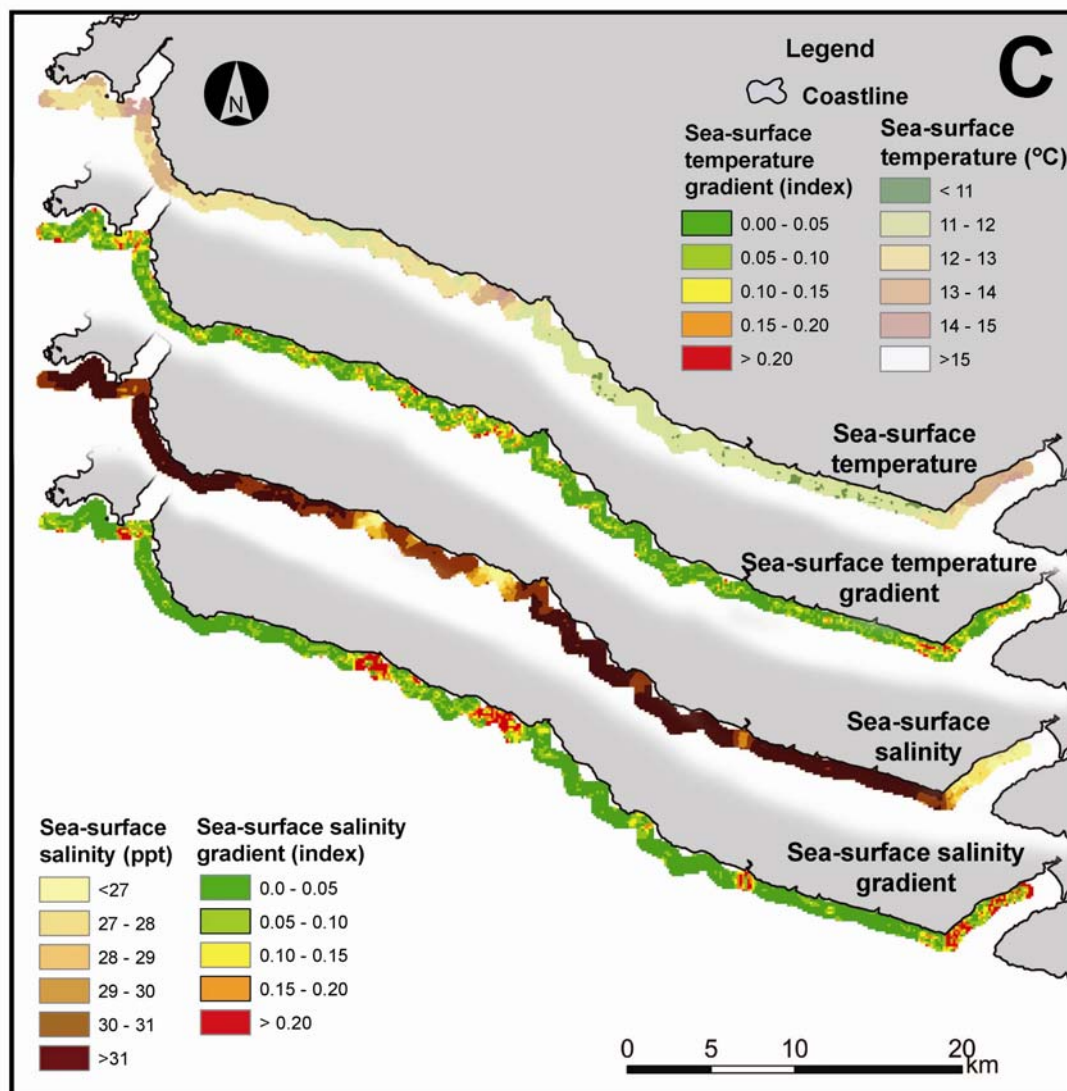 C
N
Legend
Coastline
Sea-surface
temperature
gradient (index)
0.00 - 0.05
0.05 - 0.10
0.10 - 0.15
0.15 - 0.20
> 0.20
Sea-surface
temperature (°C)
< 11
11 - 12
12 - 13
13 - 14
14 - 15
>15
Sea-surface
temperature
Sea-surface temperature
gradient
Sea-surface
salinity
Sea-surface salinity
gradient
Sea-surface
salinity (ppt)
<27
27 - 28
28 - 29
29 - 30
30 - 31
>31
Sea-surface salinity
gradient (index)
0.0 - 0.05
0.05 - 0.10
0.10 - 0.15
0.15 - 0.20
> 0.20
0 5 10 20
km